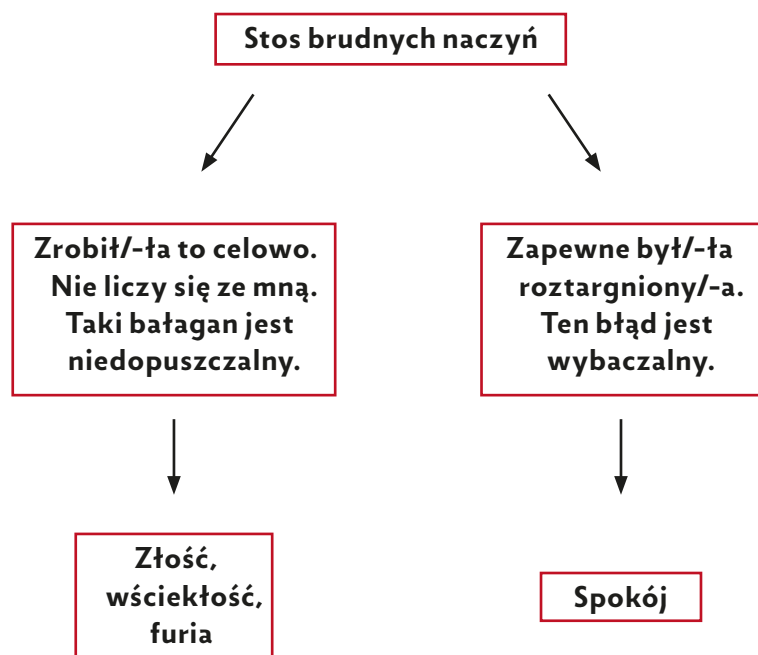 Stos brudnych naczyń
Zrobił/-ła to celowo.
Nie liczy się ze mną.
Taki bałagan jest
niedopuszczalny.
Zapewne był/-ła
roztargniony/-a.
Ten błąd jest
wybaczalny.
Złość,
wściekłość,
furia
Spokój